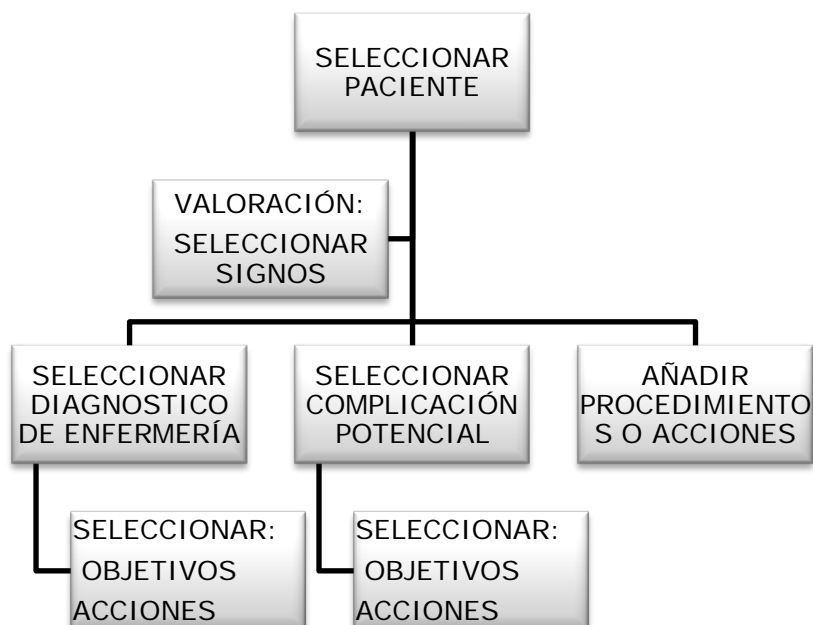 SELECCIONAR
PACIENTE
VALORACIÓN:
SELECCIONAR
SIGNOS
SELECCIONAR
DIAGNOSTICO
DE ENFERMERÍA
SELECCIONAR
COMPLICACIÓN
POTENCIAL
AÑADIR
PROCEDIMIENTO
S O ACCIONES
SELECCIONAR:
OBJETIVOS
ACCIONES
SELECCIONAR:
OBJETIVOS
ACCIONES